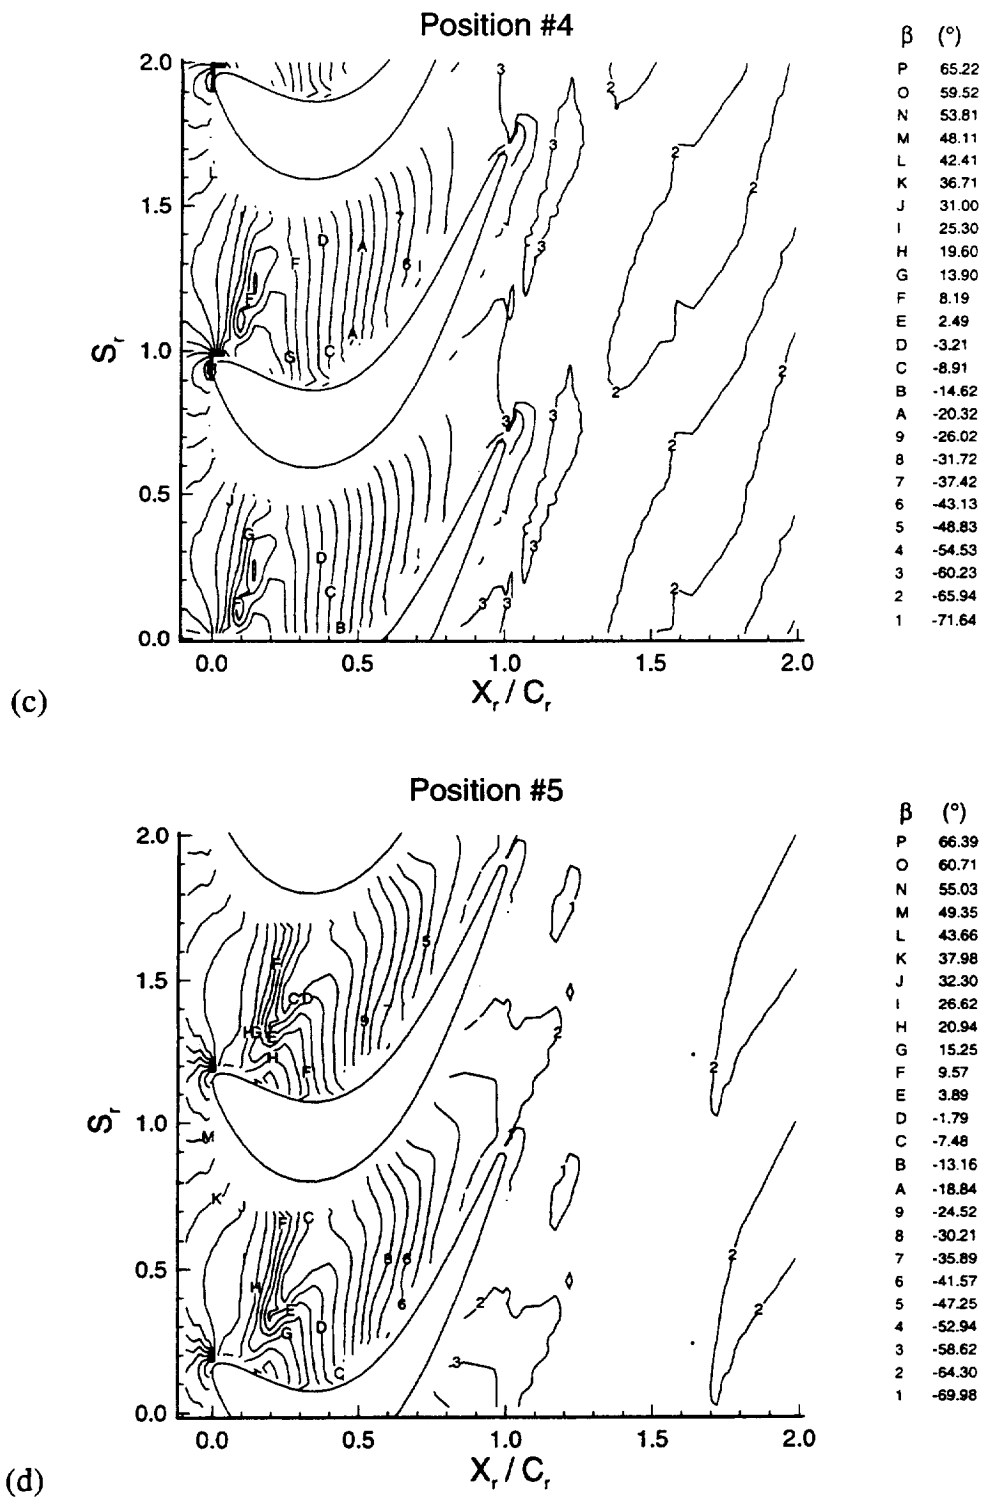 Position #4
β (°)
P 65.22
O 59.52
N 53.81
M 48.11
L 42.41
K 36.71
J 31.00
I 25.30
H 19.60
G 13.90
F 8.19
E 2.49
D -3.21
C -8.91
B -14.62
A -20.32
9 -26.02
8 -31.72
7 -37.42
6 -43.13
5 -48.83
4 -54.53
3 -60.23
2 -65.94
1 -71.64
2.0
1.5
1.0
0.5
0.0
S_r
0.0 0.5 1.0 1.5 2.0
X_r / C_r
(c)
Position #5
β (°)
P 66.39
O 60.71
N 55.03
M 49.35
L 43.66
K 37.98
J 32.30
I 26.62
H 20.94
G 15.25
F 9.57
E 3.89
D -1.79
C -7.48
B -13.16
A -18.84
9 -24.52
8 -30.21
7 -35.89
6 -41.57
5 -47.25
4 -52.94
3 -58.62
2 -64.30
1 -69.98
2.0
1.5
1.0
0.5
0.0
S_r
0.0 0.5 1.0 1.5 2.0
X_r / C_r
(d)